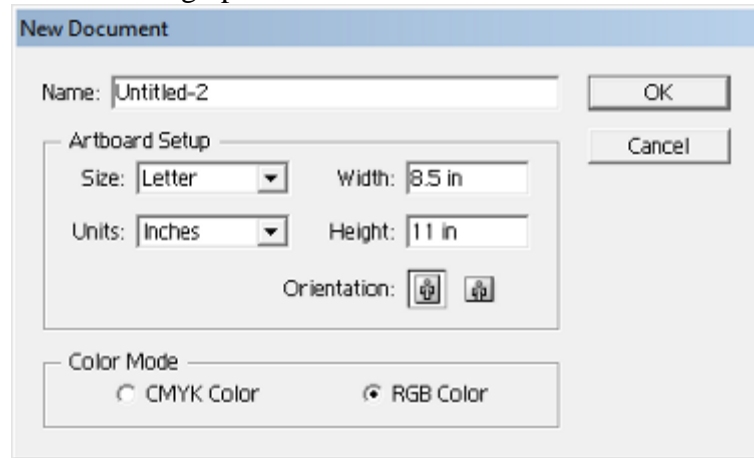 New Document
Name: Untitled-2
OK
Artboard Setup
Cancel
Size: Letter Width: 8.5 in
Units: Inches Height: 11 in
Orientation:
Color Mode
CMYK Color RGB Color